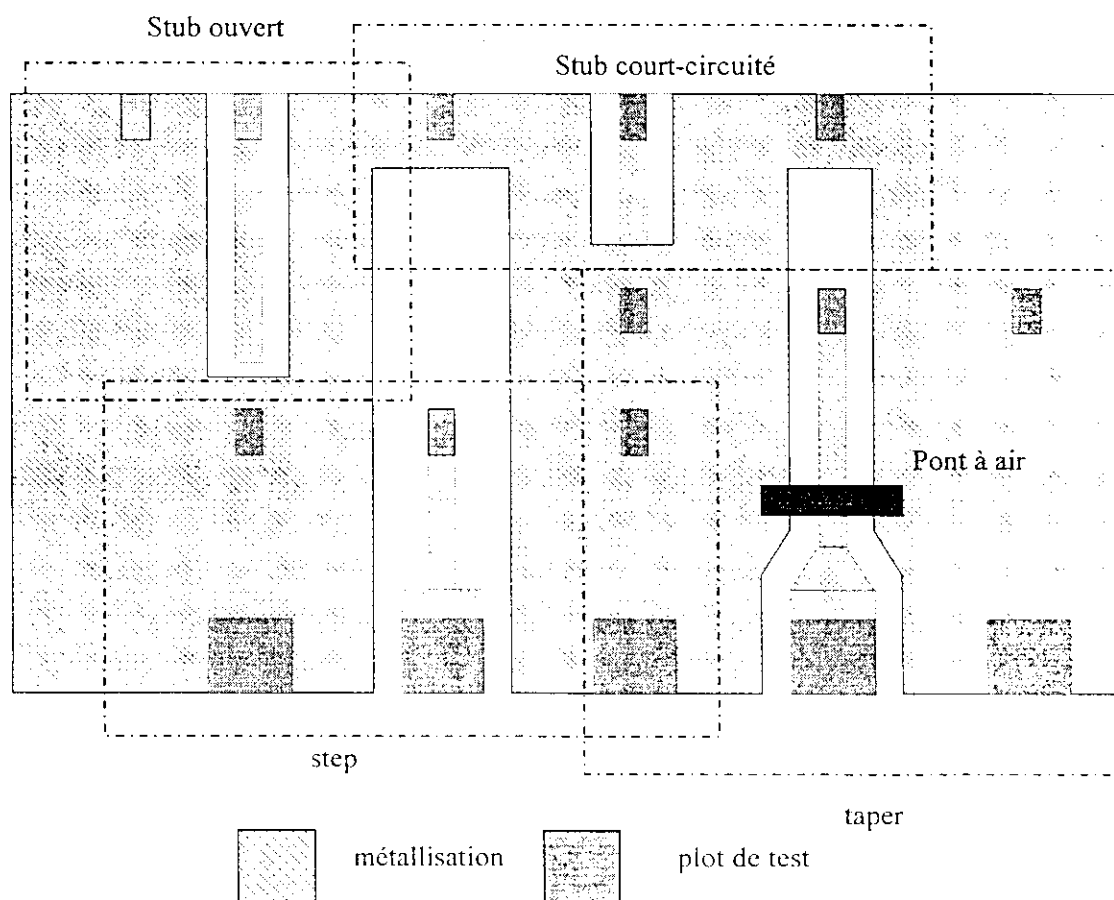 Stub ouvert
Stub court-circuité
Pont à air
step
taper
métallisation
plot de test